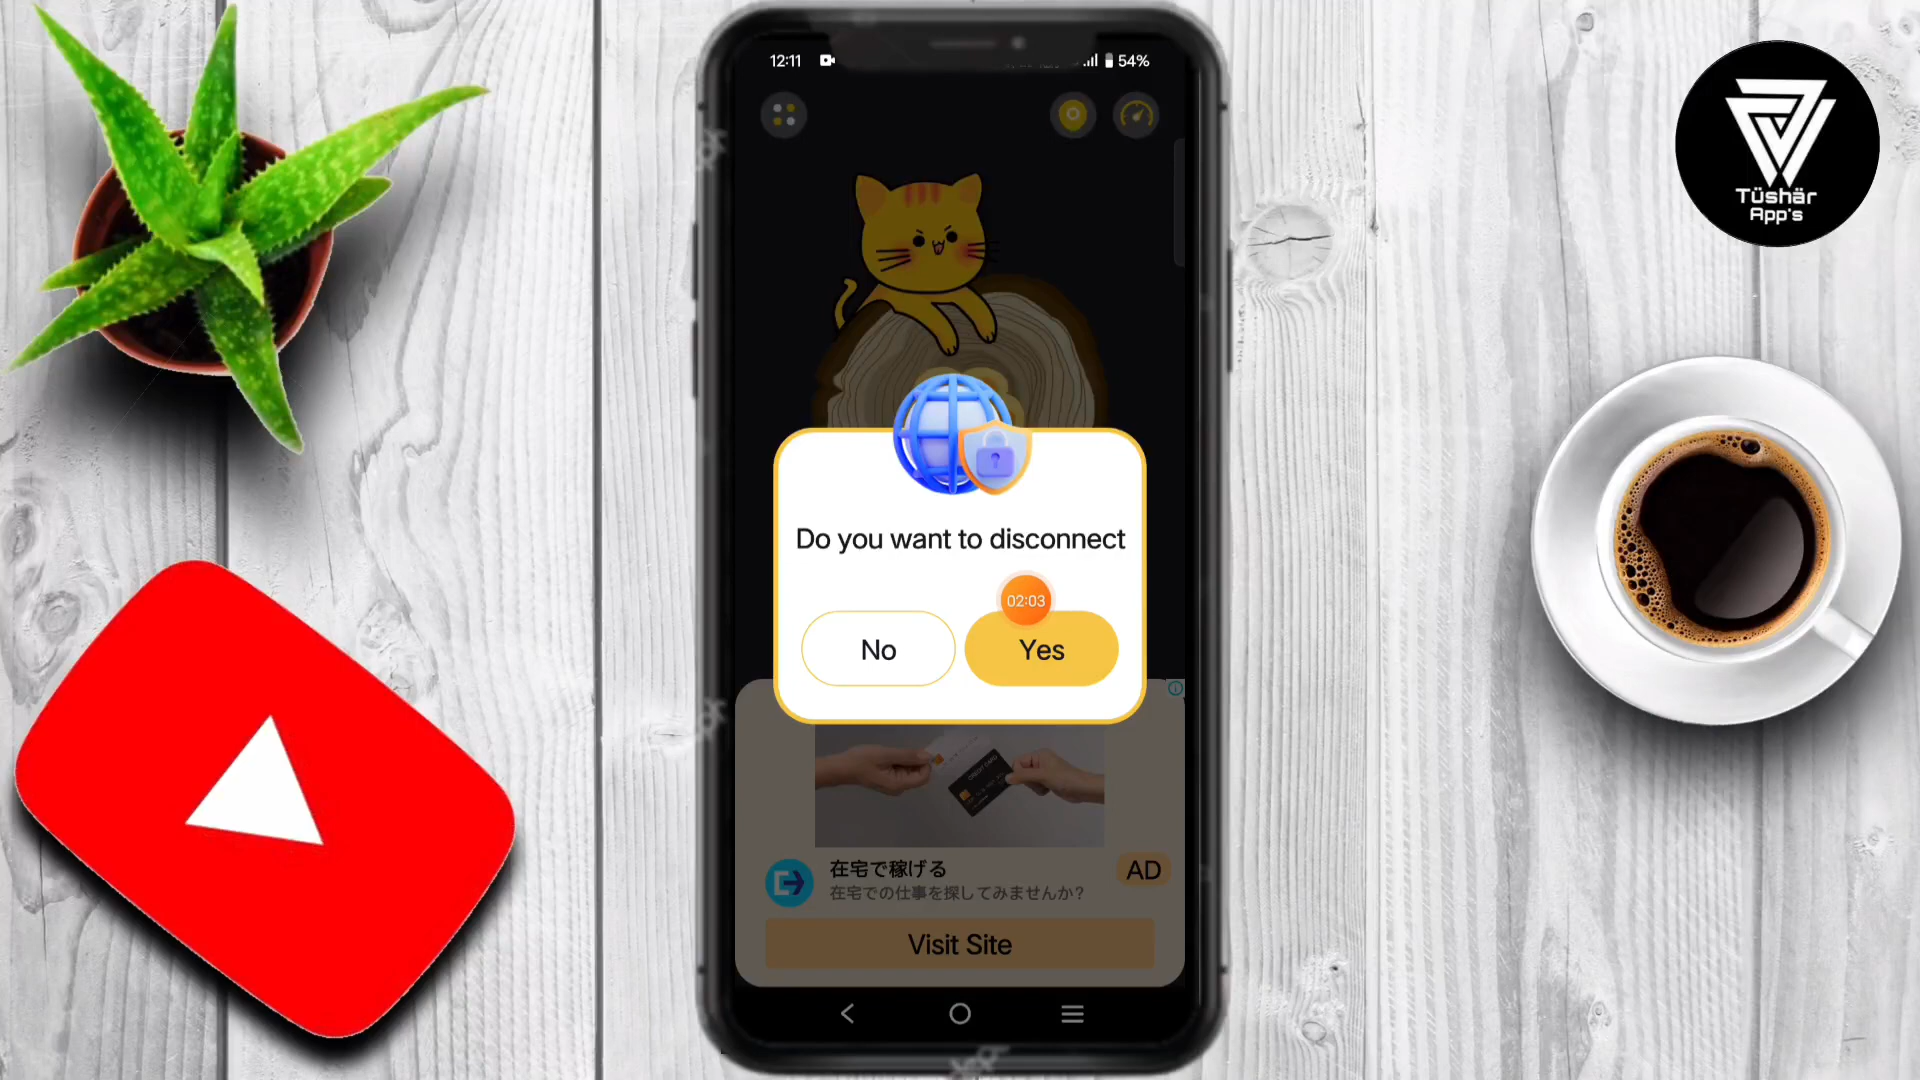 12:11
54%
Tüshär
App's
Do you want to disconnect
02:03
No
Yes
CREDIT CARD
在宅で稼げる
在宅での仕事を探してみませんか?
AD
Visit Site